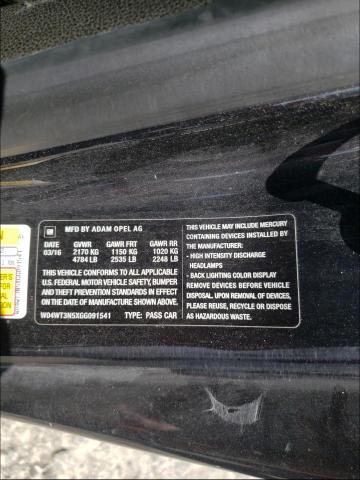 GM
MFD BY ADAM OPEL AG
DATE GVWR GAWR FRT GAWR RR
03/16 2170 KG 1150 KG 1020 KG
4784 LB 2535 LB 2248 LB
THIS VEHICLE CONFORMS TO ALL APPLICABLE
U.S. FEDERAL MOTOR VEHICLE SAFETY, BUMPER
AND THEFT PREVENTION STANDARDS IN EFFECT
ON THE DATE OF MANUFACTURE SHOWN ABOVE.
W04WT3N5XGG091541 TYPE: PASS CAR
THIS VEHICLE MAY INCLUDE MERCURY
CONTAINING DEVICES INSTALLED BY
THE MANUFACTURER:
- HIGH INTENSITY DISCHARGE
HEADLAMPS
- BACK LIGHTING COLOR DISPLAY
REMOVE DEVICES BEFORE VEHICLE
DISPOSAL. UPON REMOVAL OF DEVICES,
PLEASE REUSE, RECYCLE OR DISPOSE
AS HAZARDOUS WASTE.